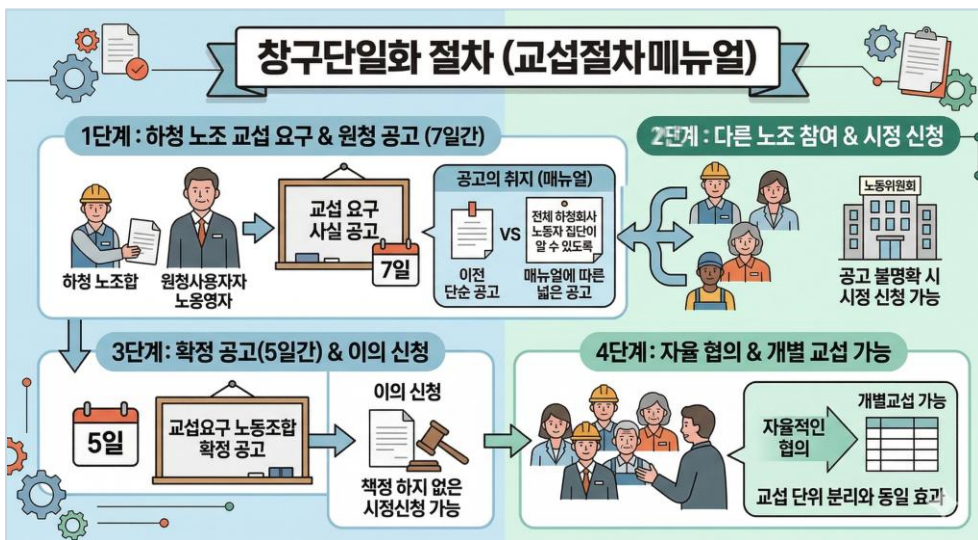 창구단일화 절차 (교섭절차매뉴얼)
1단계 : 하청 노조 교섭 요구 & 원청 공고 (7일간)
하청 노조합
원청사용자자
노옹영자
교섭 요구
사실 공고
7일
공고의 취지 (매뉴얼)
이전
단순 공고
VS
전체 하청회사
노동자 집단이
알 수 있도록
매뉴얼에 따른
넓은 공고
2단계 : 다른 노조 참여 & 시정 신청
노동위원회
공고 불명확 시
시정 신청 가능
3단계 : 확정 공고(5일간) & 이의 신청
5일
교섭요구 노동조합
확정 공고
이의 신청
책정 하지 없은
시정신청 가능
4단계 : 자율 협의 & 개별 교섭 가능
자율적인
협의
개별교섭 가능
교섭 단위 분리와 동일 효과